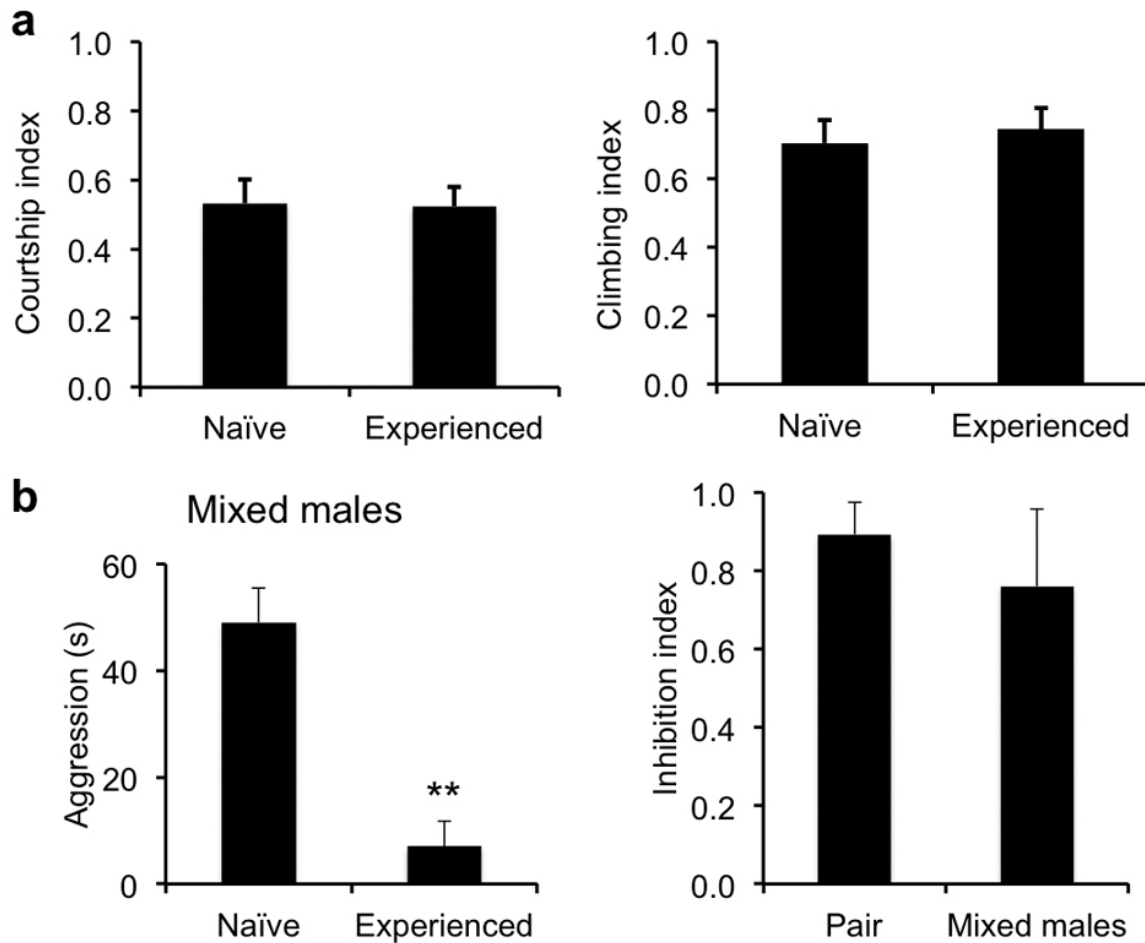 a
Courtship index
1.0
0.8
0.6
0.4
0.2
0.0
Naïve Experienced
Climbing index
1.0
0.8
0.6
0.4
0.2
0.0
Naïve Experienced
b
Mixed males
Aggression (s)
60
40
20
0
**
Naïve Experienced
Inhibition index
1.0
0.8
0.6
0.4
0.2
0.0
Pair Mixed males